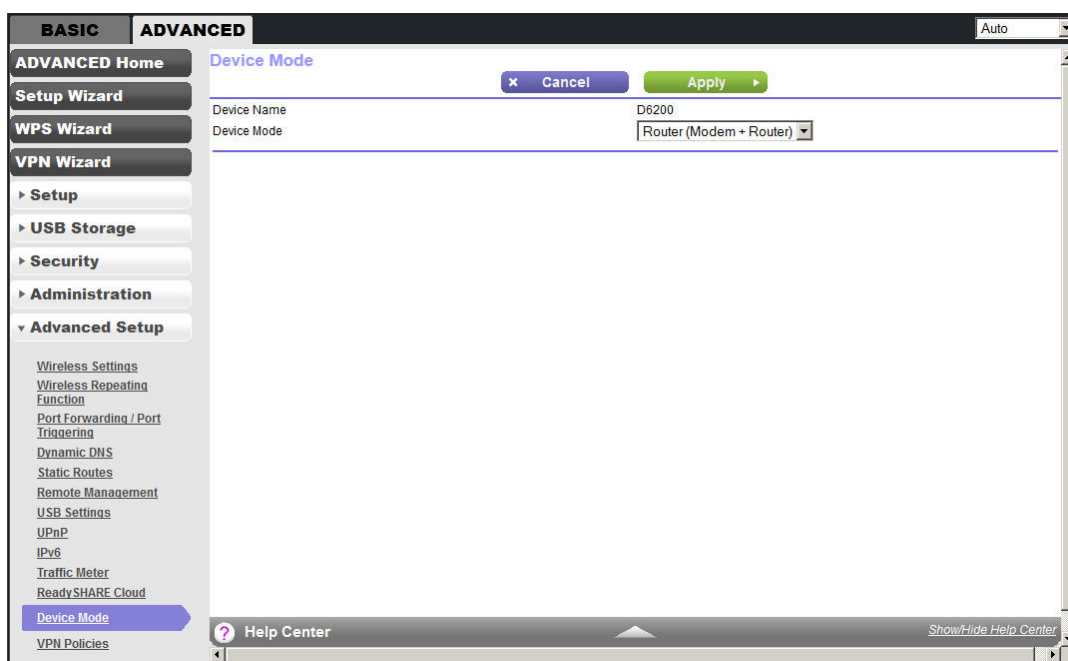 BASIC
ADVANCED
Auto
ADVANCED Home
Setup Wizard
WPS Wizard
VPN Wizard
Setup
USB Storage
Security
Administration
Advanced Setup
Wireless Settings
Wireless Repeating
Function
Port Forwarding / Port
Triggering
Dynamic DNS
Static Routes
Remote Management
USB Settings
UPnP
IPv6
Traffic Meter
ReadySHARE Cloud
Device Mode
VPN Policies
Device Mode
Cancel
Apply
Device Name D6200
Device Mode Router (Modem + Router)
? Help Center
Show/Hide Help Center